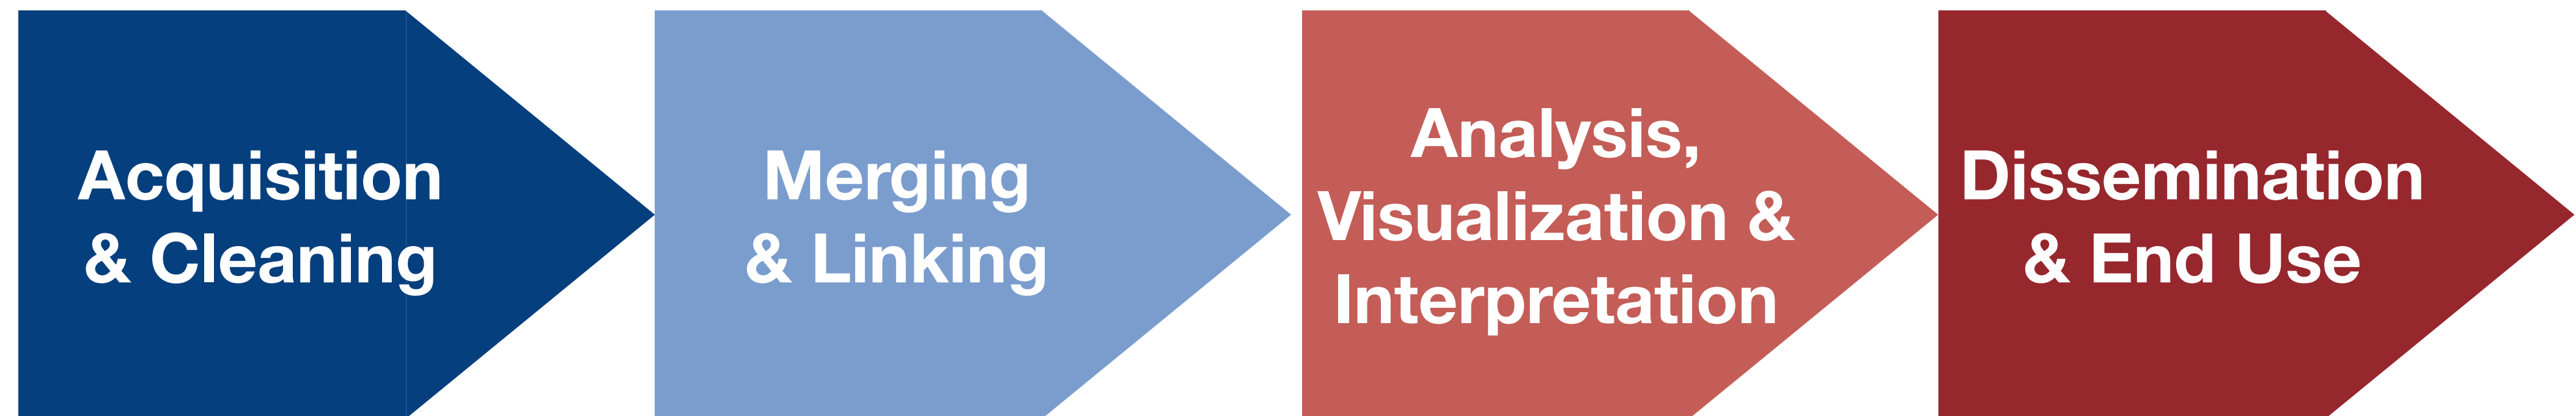 Acquisition
& Cleaning
Merging
& Linking
Analysis,
Visualization &
Interpretation
Dissemination
& End Use